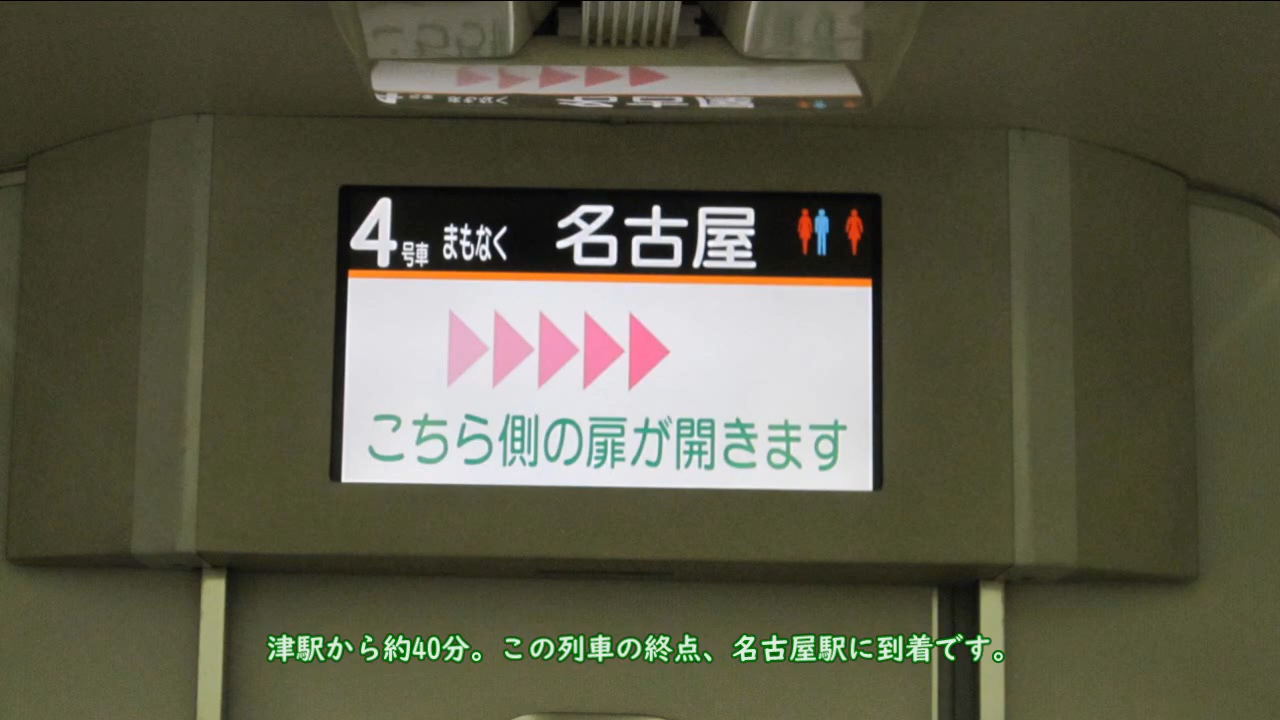 4号車 まもなく 名古屋
こちら側の扉が開きます
津駅から約40分。この列車の終点、名古屋駅に到着です。